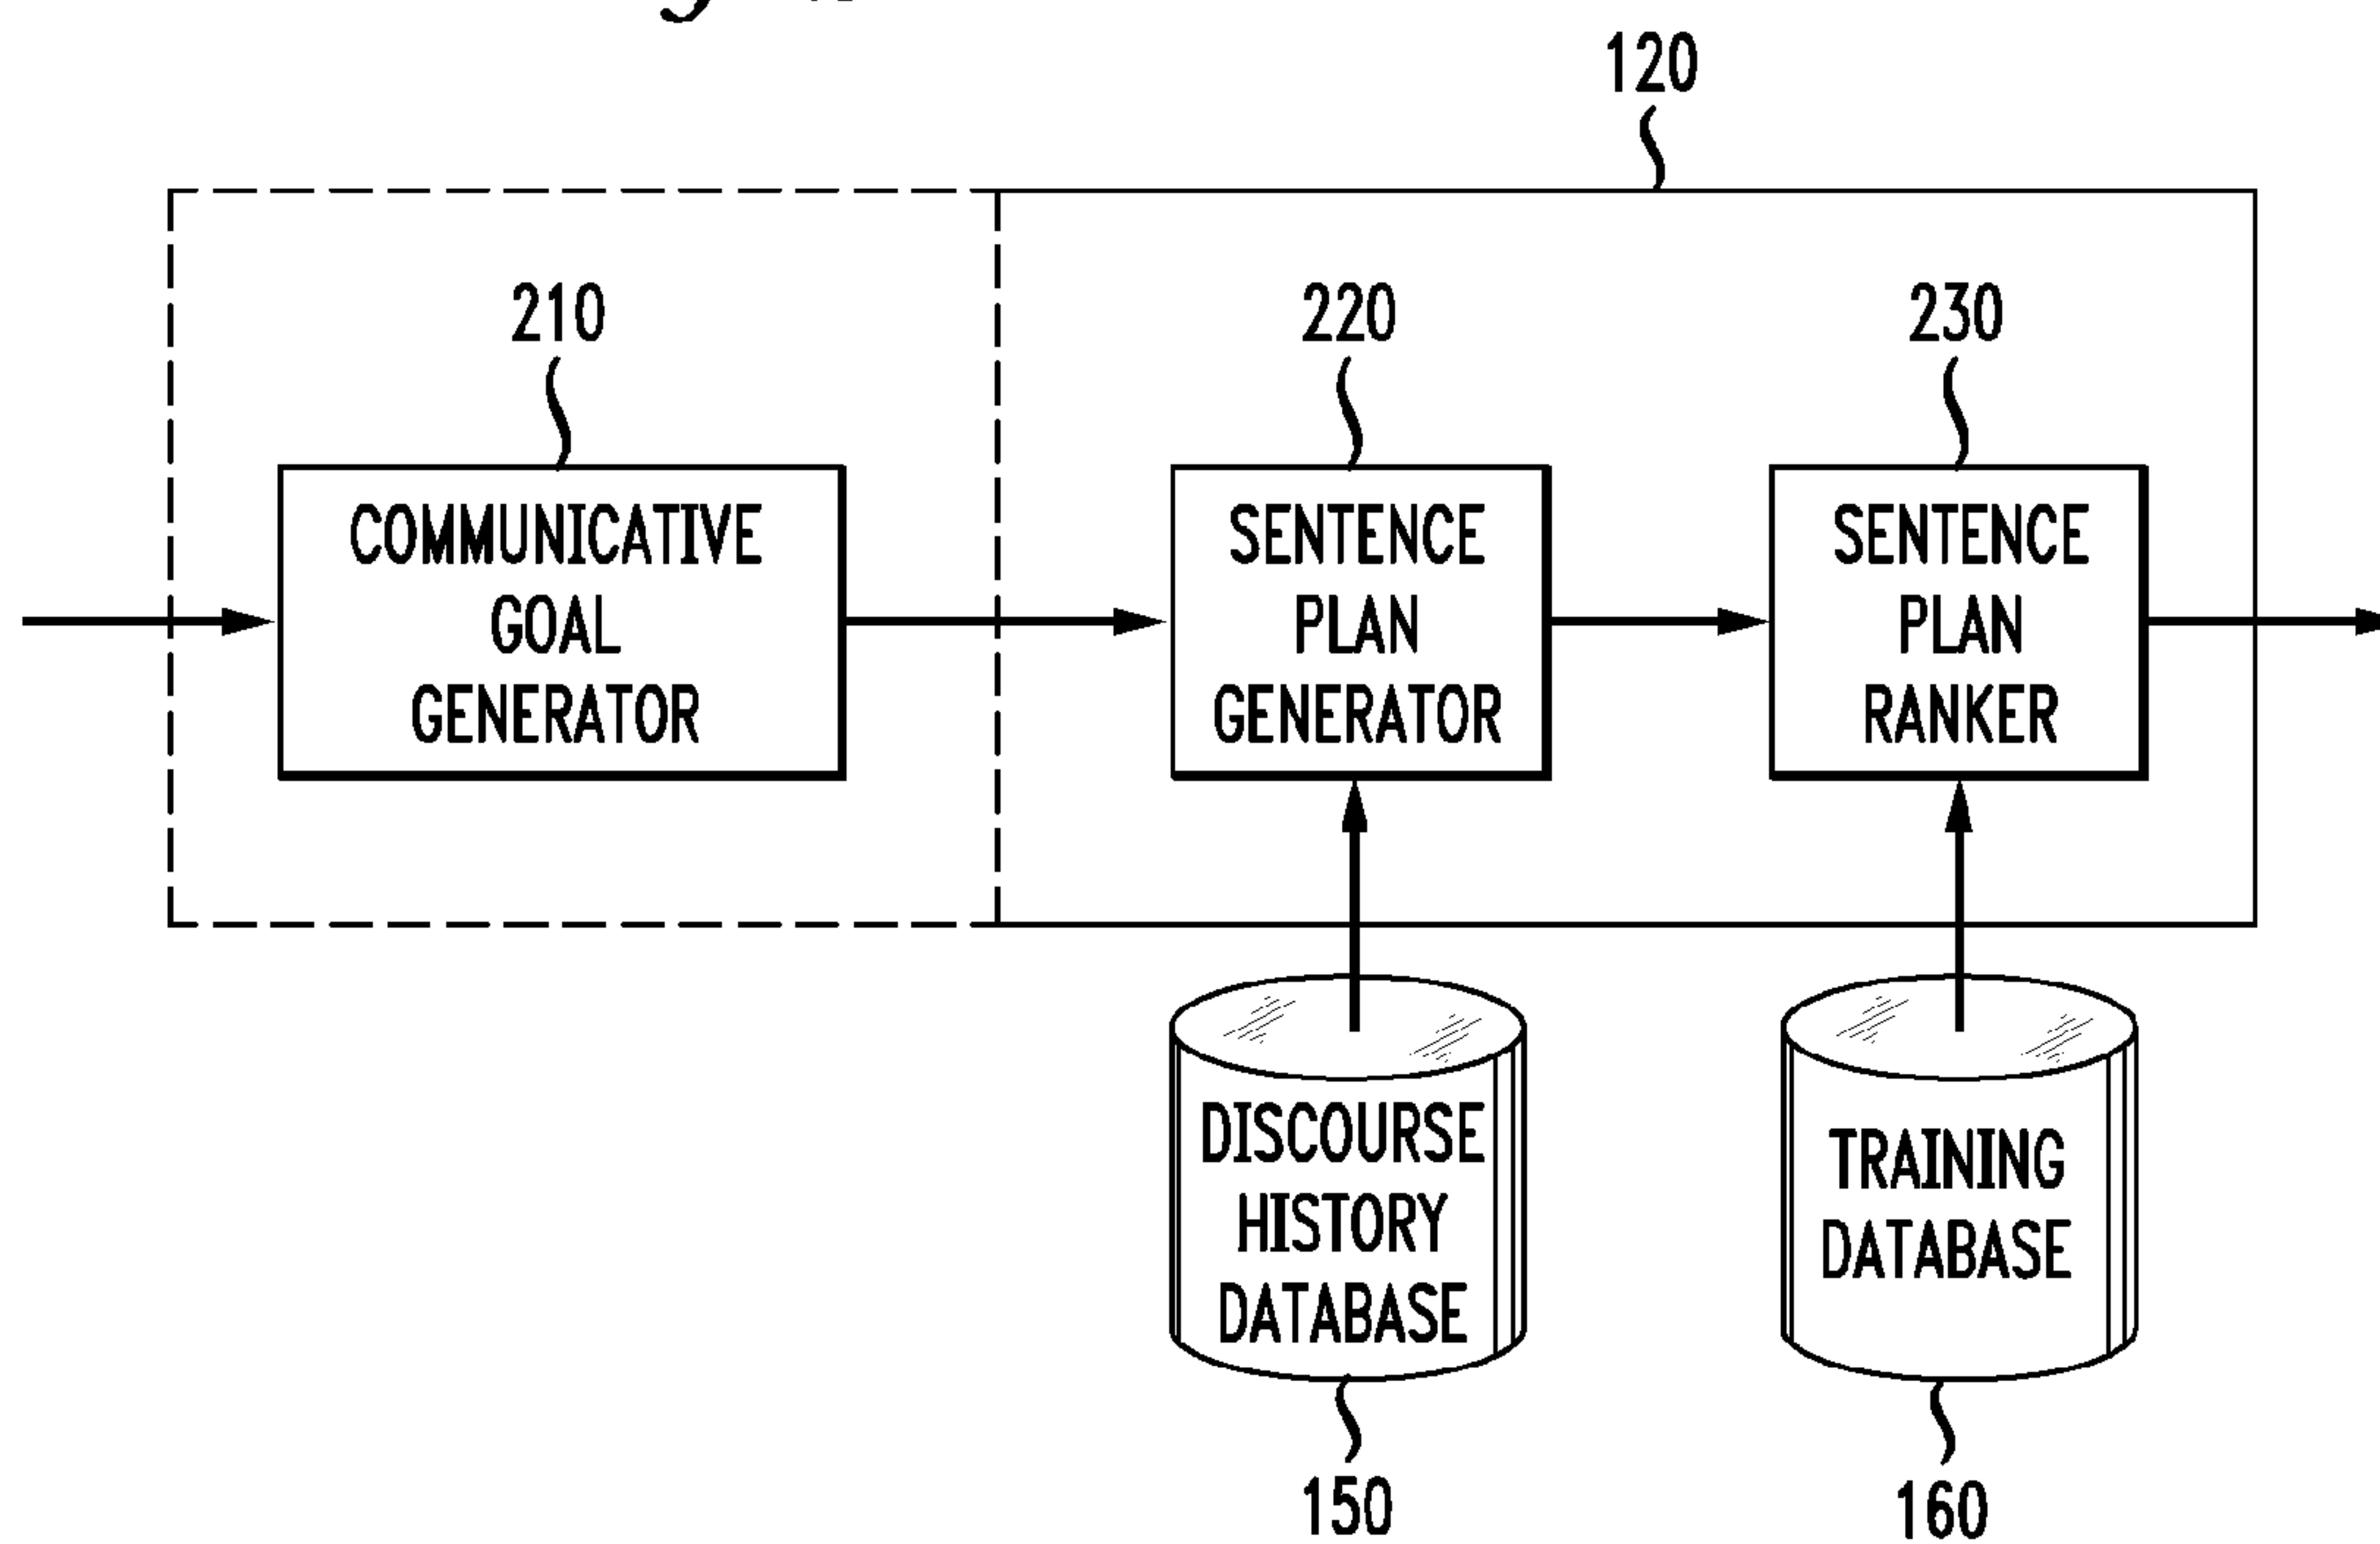 120
210
220
230
COMMUNICATIVE
GOAL
GENERATOR
SENTENCE
PLAN
GENERATOR
SENTENCE
PLAN
RANKER
DISCOURSE
HISTORY
DATABASE
TRAINING
DATABASE
150
160